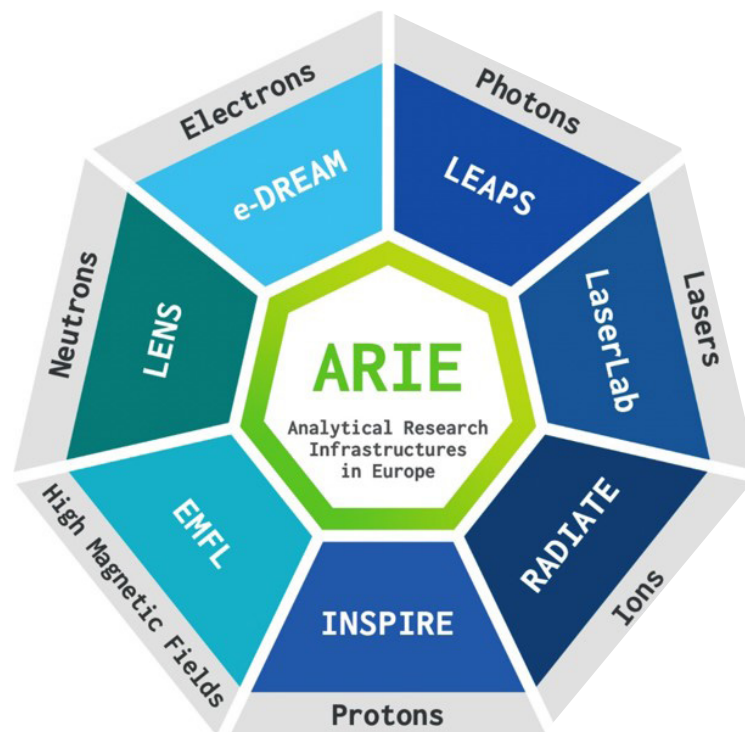 Electrons
Photons
e-DREAM
LEAPS
Neutrons
LENS
LaserLab
Lasers
ARIE
Analytical Research
Infrastructures
in Europe
High Magnetic Fields
EMFL
RADIATE
Ions
INSPIRE
Protons